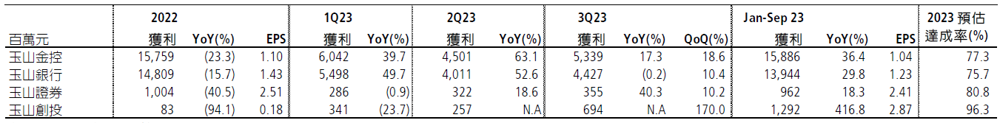 2022 1Q23 2Q23 3Q23 Jan-Sep 23 2023 預估
百萬元 獲利 YoY(%) EPS 獲利 YoY(%) 獲利 YoY(%) 獲利 YoY(%) QoQ(%) 獲利 YoY(%) EPS 達成率(%)
玉山金控 15,759 (23.3) 1.10 6,042 39.7 4,501 63.1 5,339 17.3 18.6 15,886 36.4 1.04 77.3
玉山銀行 14,809 (15.7) 1.43 5,498 49.7 4,011 52.6 4,427 (0.2) 10.4 13,944 29.8 1.23 75.7
玉山證券 1,004 (40.5) 2.51 286 (0.9) 322 18.6 355 40.3 10.2 962 18.3 2.41 80.8
玉山創投 83 (94.1) 0.18 341 (23.7) 257 N.A 694 N.A 170.0 1,292 416.8 2.87 96.3